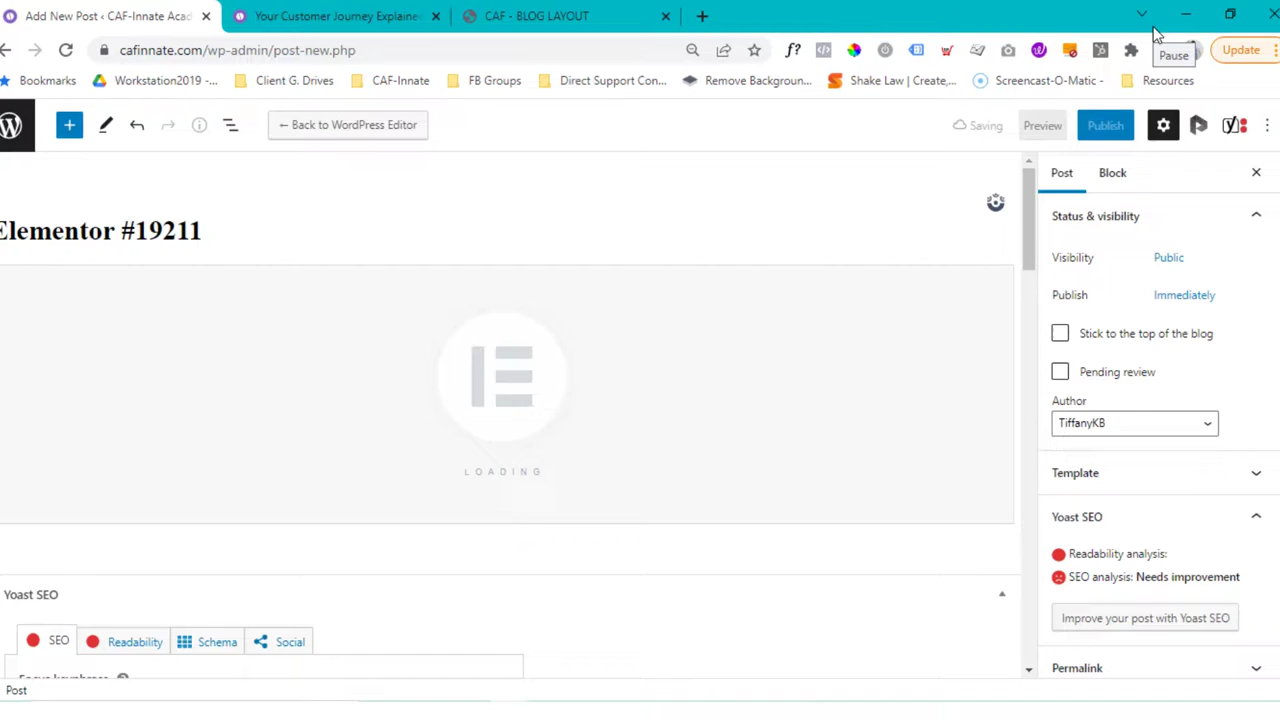 Add New Post ‹ CAF-Innate Acad
Your Customer Journey Explaine
CAF - BLOG LAYOUT
cafinnate.com/wp-admin/post-new.php
f?
Pause
Update
Bookmarks
Workstation2019 -...
Client G. Drives
CAF-Innate
FB Groups
Direct Support Con...
Remove Backgroun...
Shake Law | Create,...
Screencast-O-Matic -
Resources
← Back to WordPress Editor
Saving
Preview
Publish
Elementor #19211
LOADING
Post
Block
Status & visibility
Visibility
Public
Publish
Immediately
Stick to the top of the blog
Pending review
Author
TiffanyKB
Template
Yoast SEO
Readability analysis:
SEO analysis: Needs improvement
Improve your post with Yoast SEO
Permalink
Yoast SEO
SEO
Readability
Schema
Social
Focus keyphrase
Post